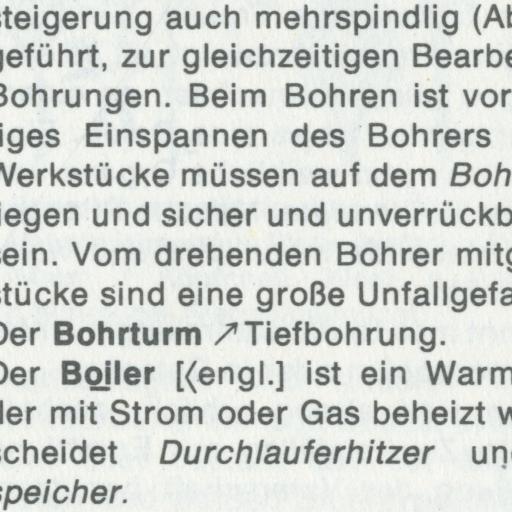 steigerung auch mehrspindlig (Ab
geführt, zur gleichzeitigen Bearbe
Bohrungen. Beim Bohren ist vor
iges Einspannen des Bohrers
Werkstücke müssen auf dem Boh
iegen und sicher und unverrückb
sein. Vom drehenden Bohrer mitg
stücke sind eine große Unfallgefa
Der Bohrturm ↗Tiefbohrung.
Der Boiler [⟨engl.] ist ein Warm
der mit Strom oder Gas beheizt w
scheidet Durchlauferhitzer un
speicher.